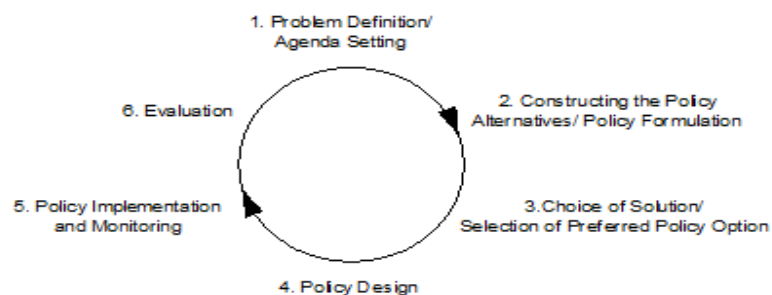 1. Problem Definition/
Agenda Setting
2. Constructing the Policy
Alternatives/ Policy Formulation
3.Choice of Solution/
Selection of Preferred Policy Option
4. Policy Design
5. Policy Implementation
and Monitoring
6. Evaluation